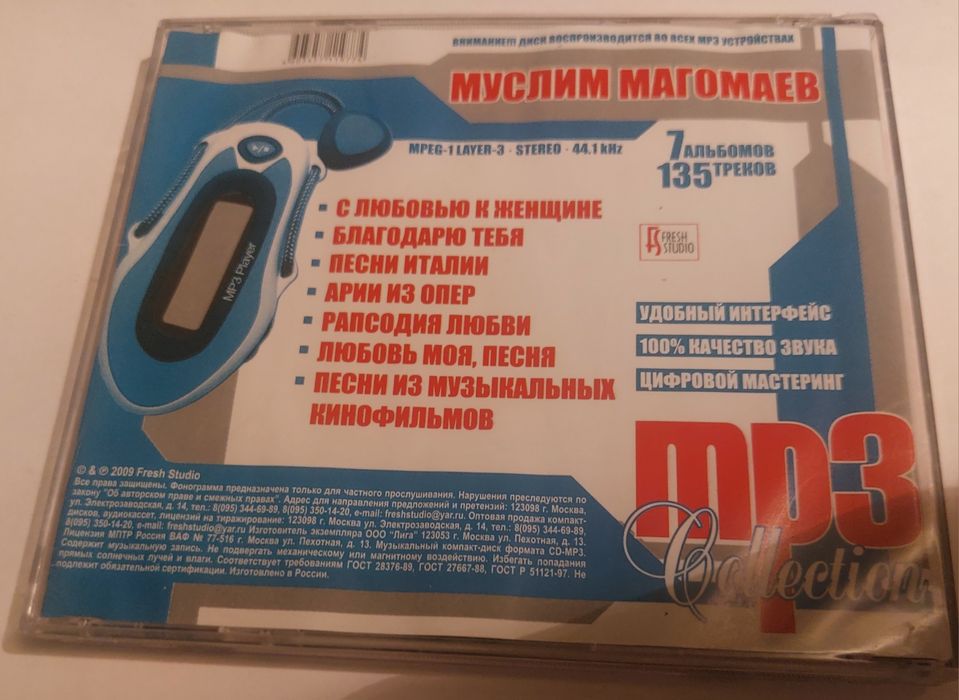 ВНИМАНИЕ!!! ДИСК ВОСПРОИЗВОДИТСЯ ВО ВСЕХ MP3 УСТРОЙСТВАХ
МУСЛИМ МАГОМАЕВ
MPEG-1 LAYER-3 · STEREO · 44.1 kHz
7 АЛЬБОМОВ
135 ТРЕКОВ
MP3 Player
▪ С ЛЮБОВЬЮ К ЖЕНЩИНЕ
▪ БЛАГОДАРЮ ТЕБЯ
▪ ПЕСНИ ИТАЛИИ
▪ АРИИ ИЗ ОПЕР
▪ РАПСОДИЯ ЛЮБВИ
▪ ЛЮБОВЬ МОЯ, ПЕСНЯ
▪ ПЕСНИ ИЗ МУЗЫКАЛЬНЫХ
КИНОФИЛЬМОВ
FS FRESH
STUDIO
УДОБНЫЙ ИНТЕРФЕЙС
100% КАЧЕСТВО ЗВУКА
ЦИФРОВОЙ МАСТЕРИНГ
mp3
Collection
© & ℗ 2009 Fresh Studio
Все права защищены. Фонограмма предназначена только для частного прослушивания. Нарушения преследуются по
закону "Об авторском праве и смежных правах". Адрес для направления предложений и претензий: 123098 г. Москва,
ул. Электрозаводская, д. 14, тел.: 8(095) 344-69-89, 8(095) 350-14-20, e-mail: freshstudio@yar.ru. Оптовая продажа компакт-
дисков, аудиокассет, лицензий на тиражирование: 123098 г. Москва ул. Электрозаводская, д. 14, тел.: 8(095) 344-69-89,
8(095) 350-14-20, e-mail: freshstudio@yar.ru Изготовитель экземпляра ООО "Лига" 123053 г. Москва ул. Пехотная, д. 13.
Лицензия МПТР Россия ВАФ № 77-516 г. Москва ул. Пехотная, д. 13. Музыкальный компакт-диск формата CD-MP3.
Содержит музыкальную запись. Не подвергать механическому или магнитному воздействию. Избегать попадания
прямых солнечных лучей и влаги. Соответствует требованиям ГОСТ 28376-89, ГОСТ 27667-88, ГОСТ Р 51121-97. Не
подлежит обязательной сертификации. Изготовлено в России.